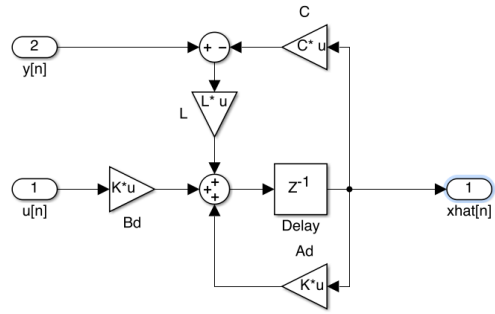 C
2
+ −
C* u
y[n]
L* u
L
1
K*u
+
+
+
Z-1
1
u[n]
Bd
Delay
xhat[n]
Ad
K*u